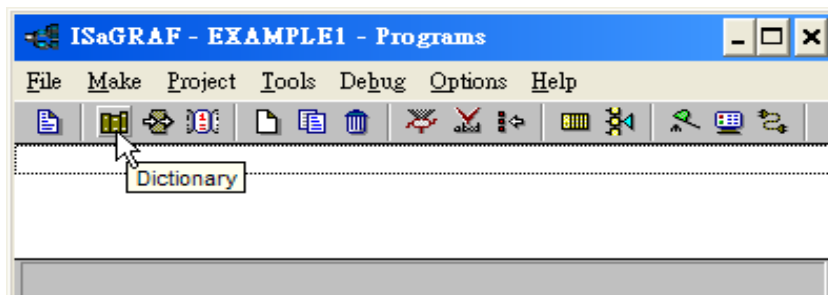 ISaGRAF - EXAMPLE1 - Programs
File Make Project Tools Debug Options Help
Dictionary